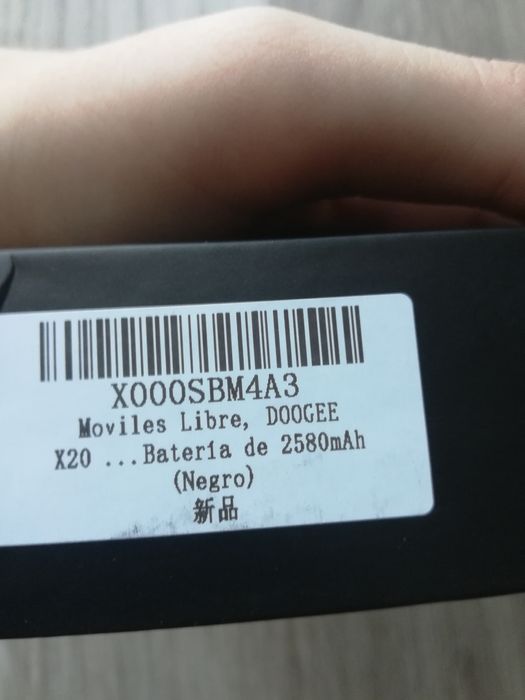 X000SBM4A3
Moviles Libre, DOOGEE
X20 ...Batería de 2580mAh
(Negro)
新品